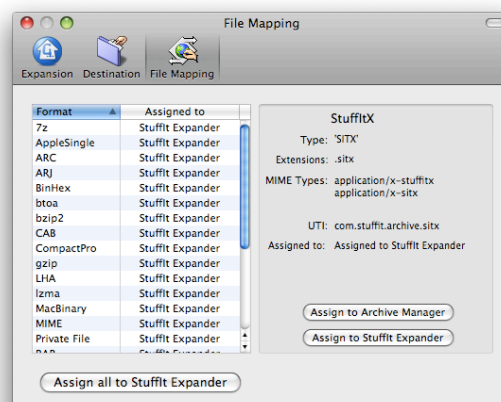 File Mapping
Expansion Destination File Mapping
Format Assigned to
7z StuffIt Expander
AppleSingle StuffIt Expander
ARC StuffIt Expander
ARJ StuffIt Expander
BinHex StuffIt Expander
btoa StuffIt Expander
bzip2 StuffIt Expander
CAB StuffIt Expander
CompactPro StuffIt Expander
gzip StuffIt Expander
LHA StuffIt Expander
lzma StuffIt Expander
MacBinary StuffIt Expander
MIME StuffIt Expander
Private File StuffIt Expander
RAR StuffIt Expander
StuffItX
Type: 'SITX'
Extensions: .sitx
MIME Types: application/x-stuffitx
application/x-sitx
UTI: com.stuffit.archive.sitx
Assigned to: Assigned to StuffIt Expander
Assign to Archive Manager
Assign to StuffIt Expander
Assign all to StuffIt Expander